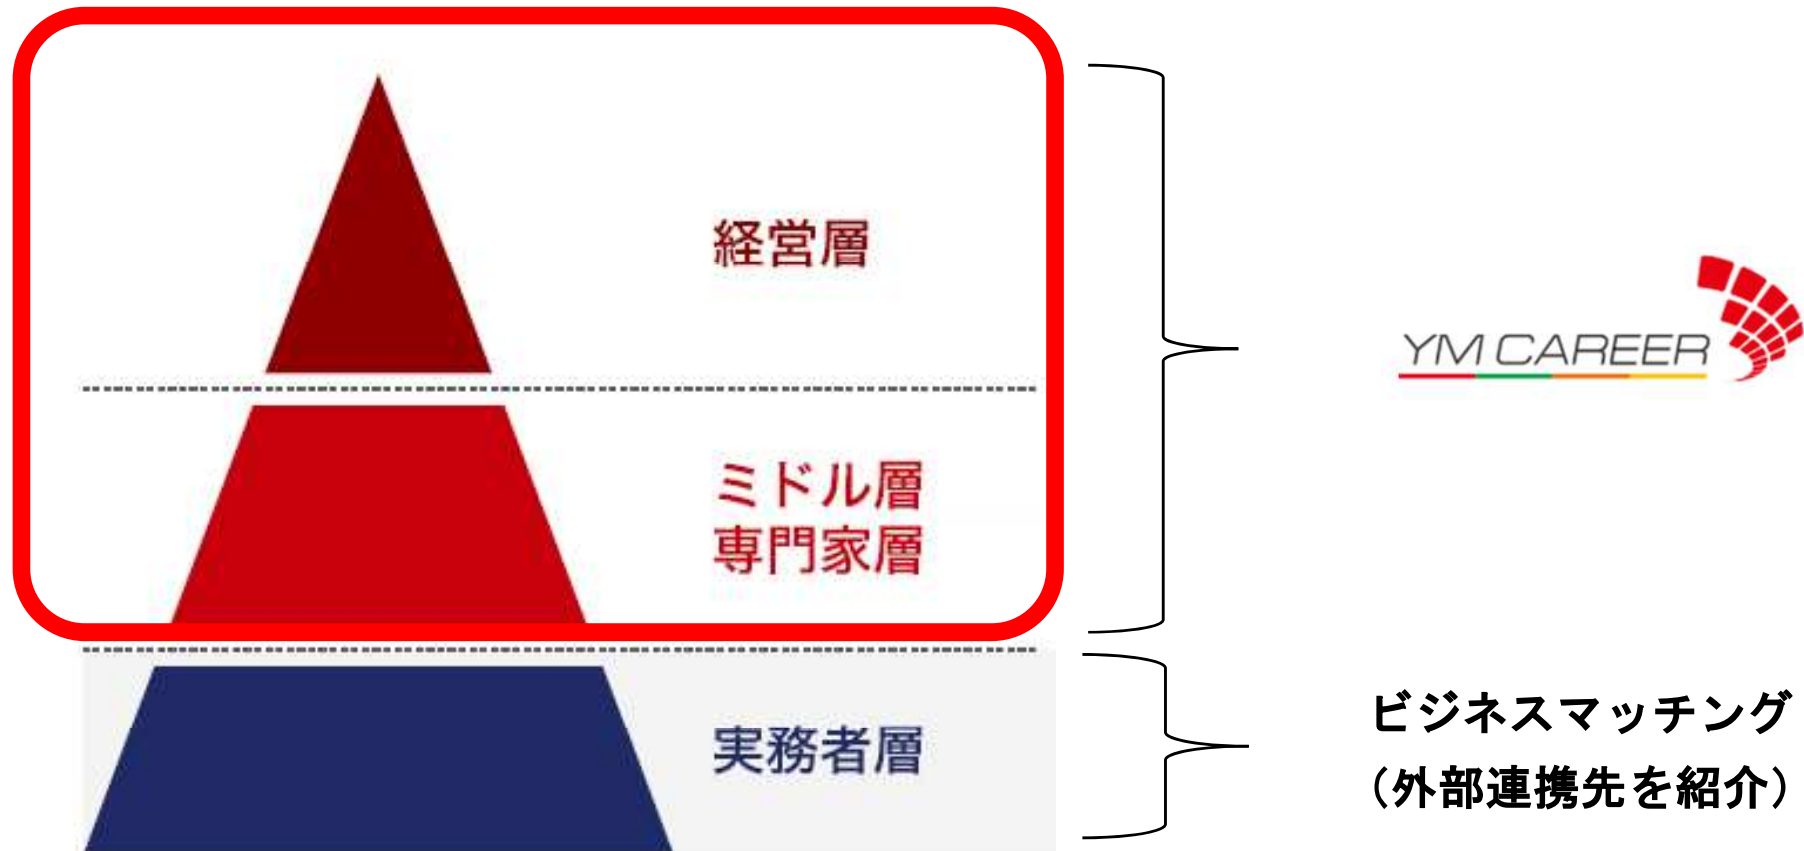 経営層
YM CAREER
ミドル層
専門家層
実務者層
ビジネスマッチング
（外部連携先を紹介）